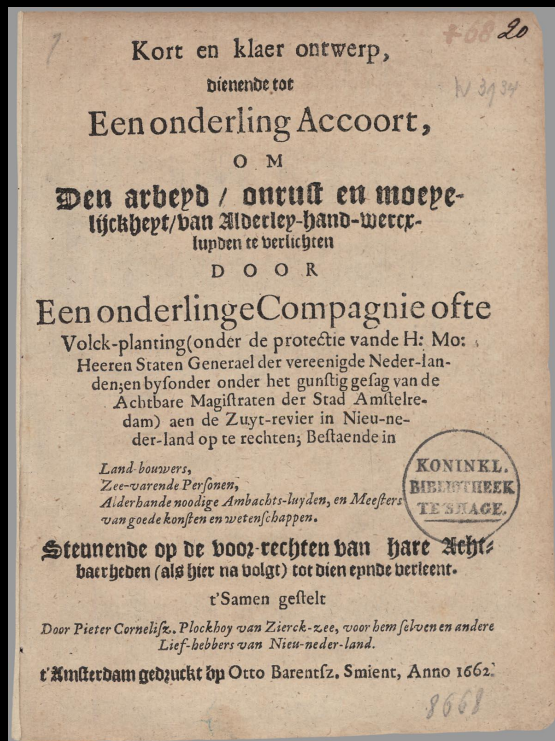 20
+68
W 3134
Kort en klaer ontwerp,
dienende tot
Een onderling Accoort,
OM
Den arbeyd / onrust en moeye-
lijckheyt/van Alderley-hand-wercx-
luyden te verlichten
DOOR
Een onderlinge Compagnie ofte
Volck-planting (onder de protectie vande H: Mo:
Heeren Staten Generael der vereenigde Neder-lan-
den; en bysonder onder het gunstig gesag van de
Achtbare Magistraten der Stad Amstelre-
dam) aen de Zuyt-revier in Nieu-ne-
der-land op te rechten; Bestaende in
Land-bouwers,
Zee-varende Personen,
Alderhande noodige Ambachts-luyden, en Meesters
van goede konsten en wetenschappen.
KONINKL.
BIBLIOTHEEK
TE'SHAGE.
Steunende op de voor-rechten van hare Acht-
baerheden (als hier na volgt) tot dien eynde verleent.
t'Samen gestelt
Door Pieter Cornelisz. Plockhoy van Zierck-zee, voor hem selven en andere
Lief-hebbers van Nieu-neder-land.
t'Amsterdam gedruckt by Otto Barentsz. Smient, Anno 1662.
8668